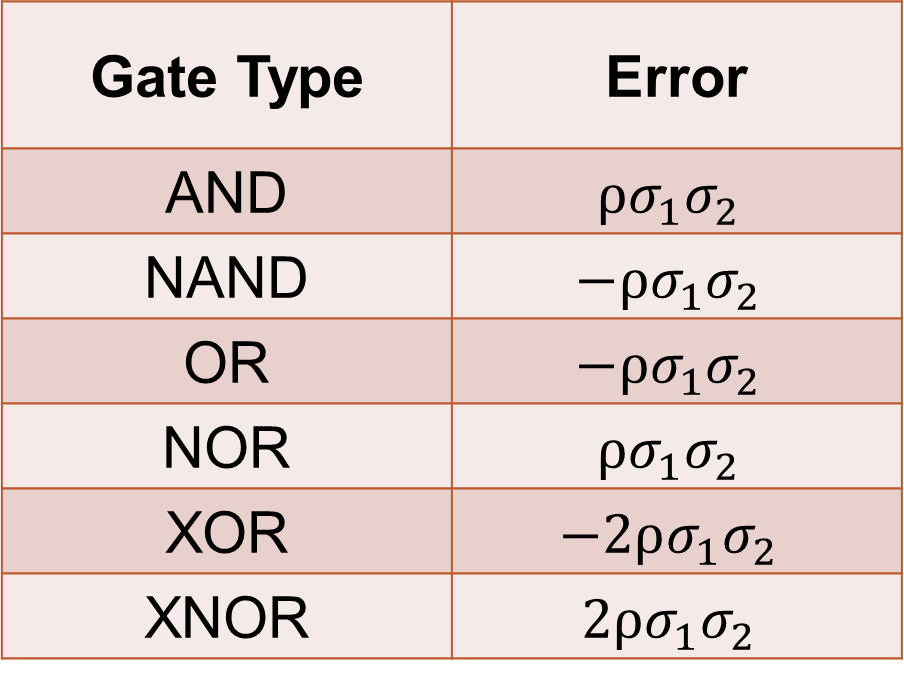 Gate Type Error
AND ρσ₁σ₂
NAND −ρσ₁σ₂
OR −ρσ₁σ₂
NOR ρσ₁σ₂
XOR −2ρσ₁σ₂
XNOR 2ρσ₁σ₂